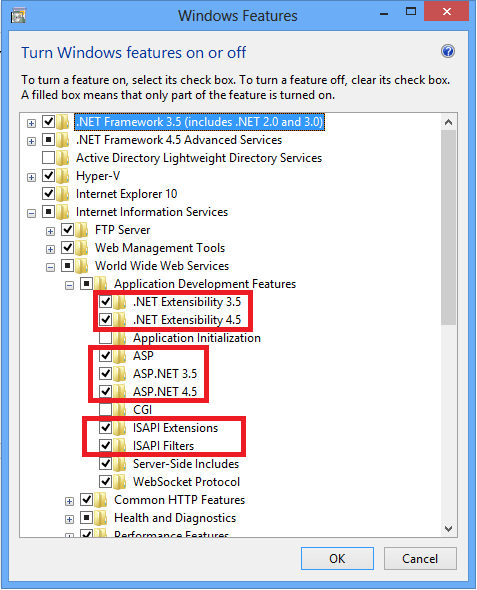 Windows Features
Turn Windows features on or off
To turn a feature on, select its check box. To turn a feature off, clear its check box.
A filled box means that only part of the feature is turned on.
.NET Framework 3.5 (includes .NET 2.0 and 3.0)
.NET Framework 4.5 Advanced Services
Active Directory Lightweight Directory Services
Hyper-V
Internet Explorer 10
Internet Information Services
FTP Server
Web Management Tools
World Wide Web Services
Application Development Features
.NET Extensibility 3.5
.NET Extensibility 4.5
Application Initialization
ASP
ASP.NET 3.5
ASP.NET 4.5
CGI
ISAPI Extensions
ISAPI Filters
Server-Side Includes
WebSocket Protocol
Common HTTP Features
Health and Diagnostics
Performance Features
OK Cancel